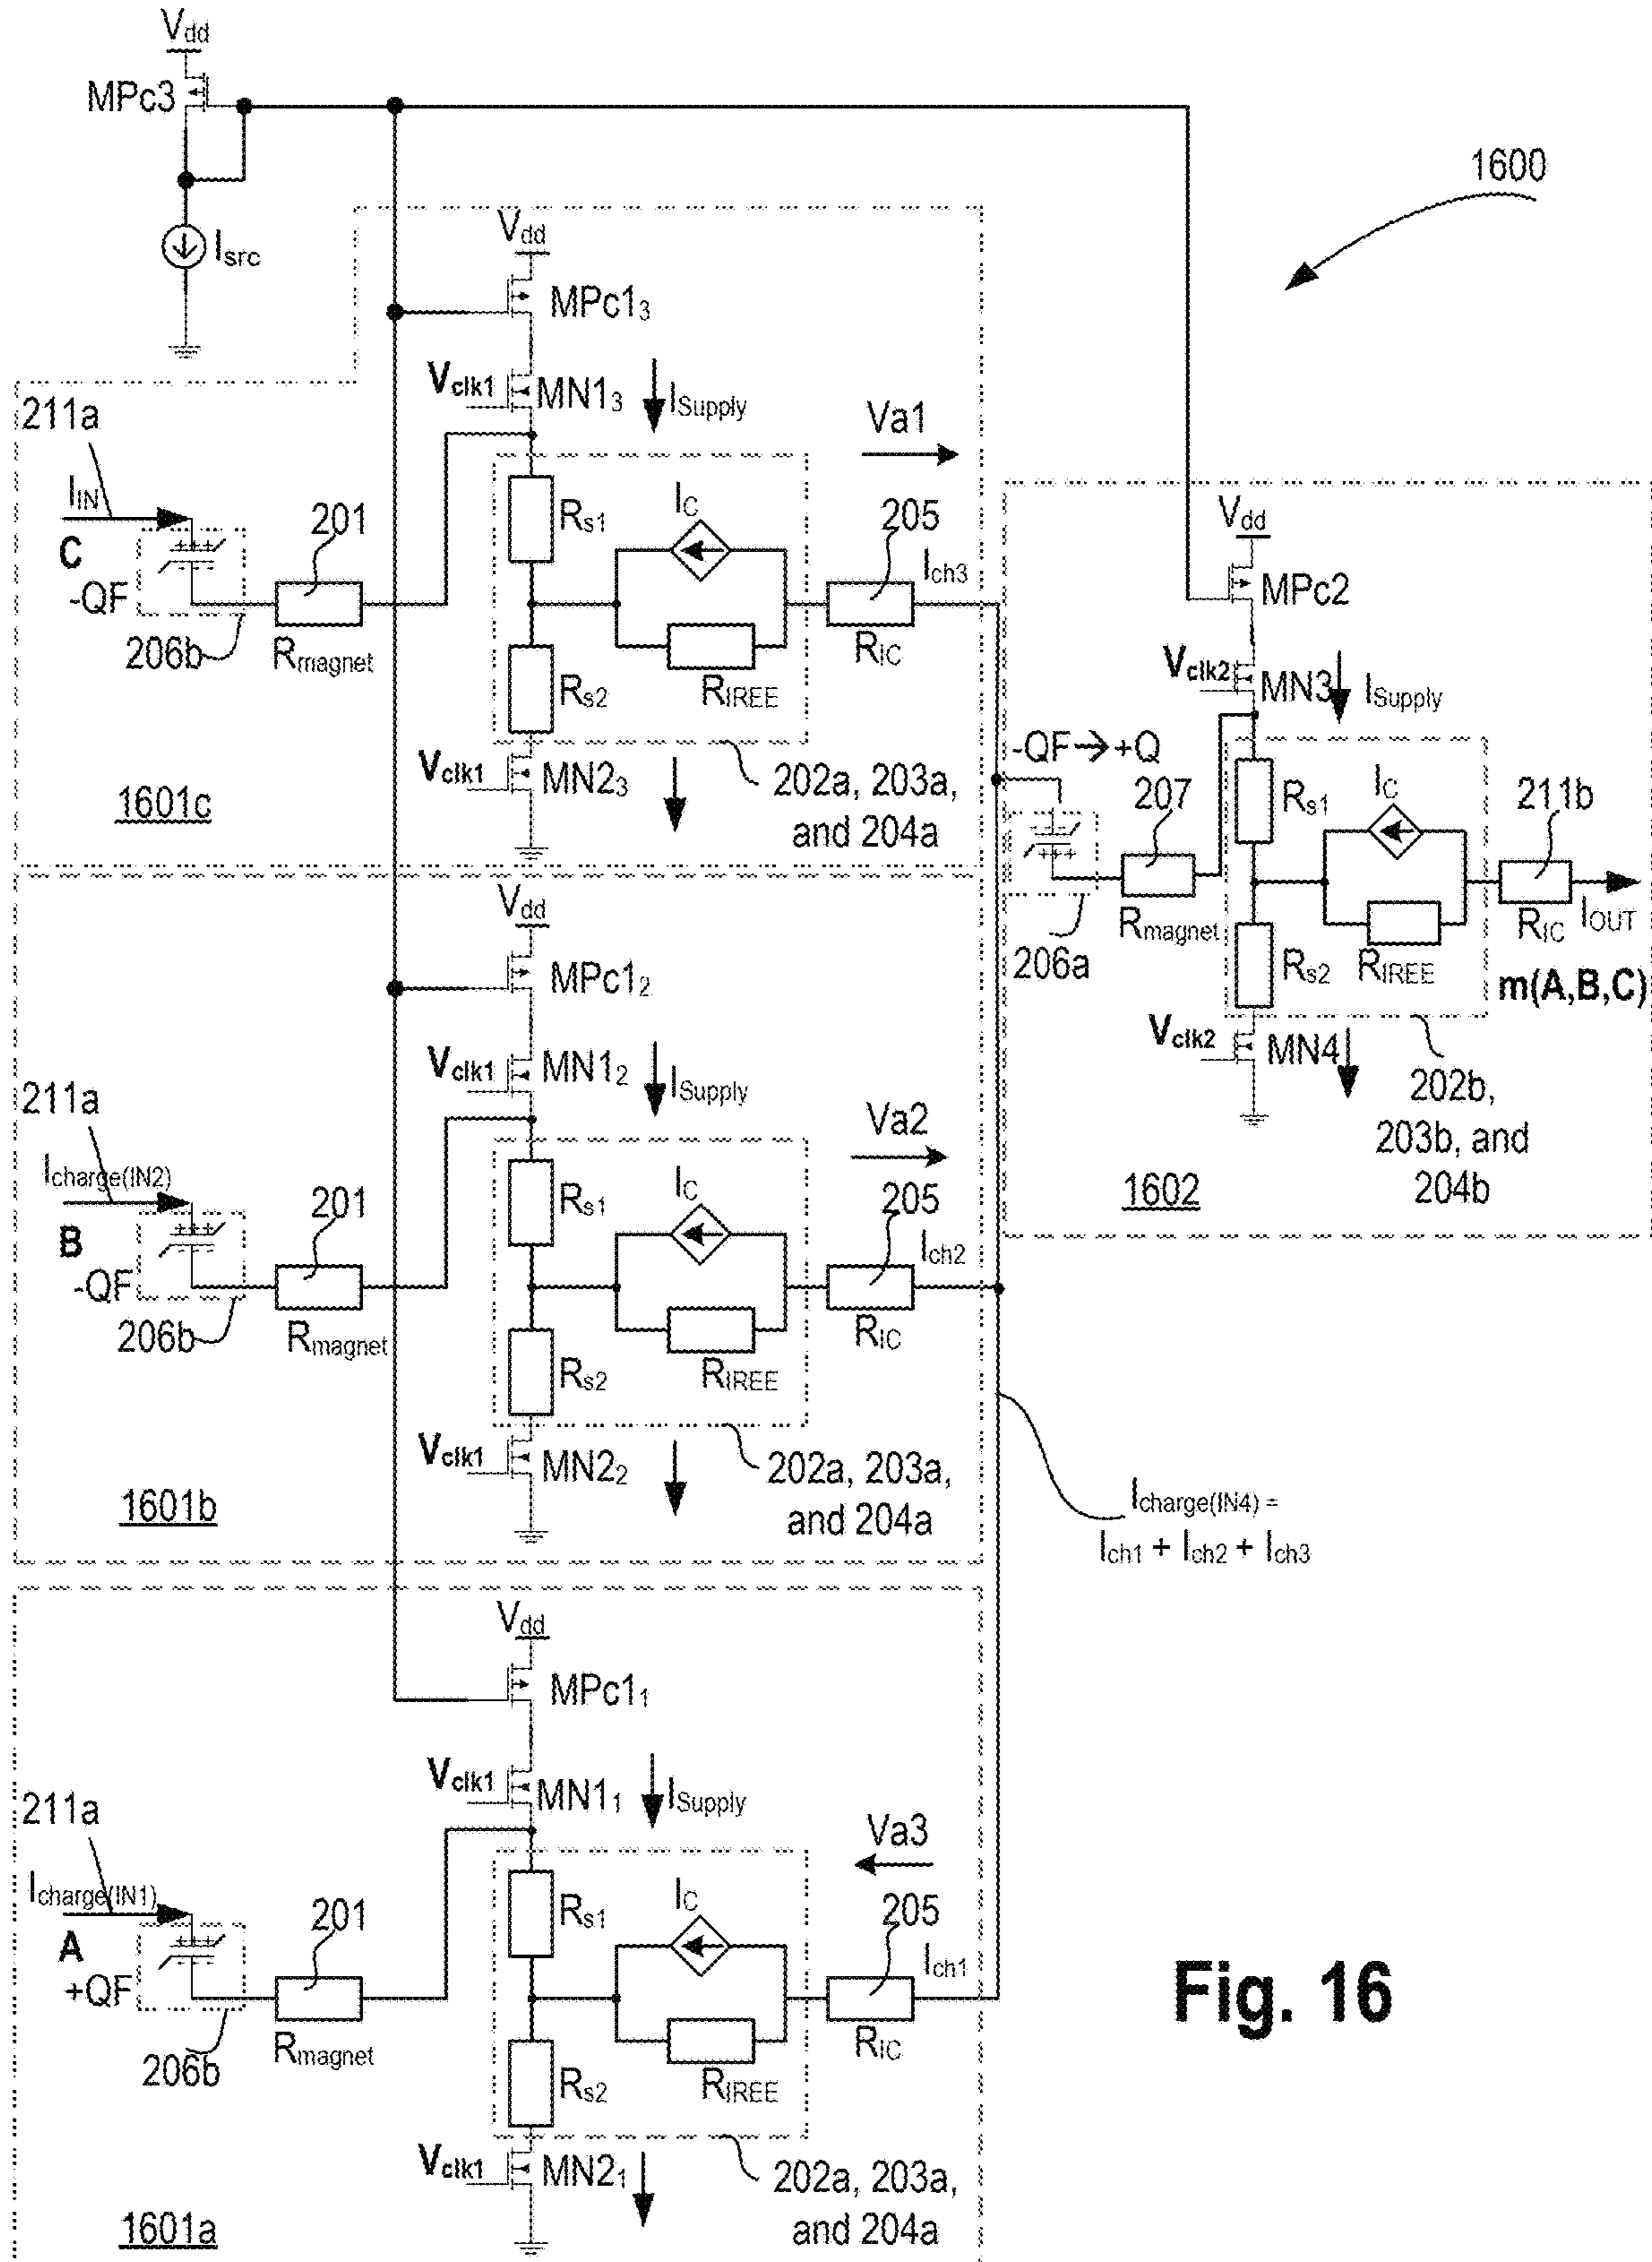 Vdd
MPc3
1600
Isrc
Vdd
MPc1₃
Vclk1
MN1₃
ISupply
Va1
211a
IIN
C
-QF
206b
201
Rmagnet
Rs1
IC
205
Ich3
Rs2
RIREE
RIC
Vclk1
MN2₃
202a, 203a,
and 204a
1601c
Vdd
MPc2
Vclk2
MN3
ISupply
-QF→+Q
207
206a
Rmagnet
Rs1
IC
211b
Rs2
RIREE
RIC
IOUT
m(A,B,C)
Vclk2
MN4
202b,
203b, and
204b
1602
Vdd
MPc1₂
Vclk1
MN1₂
ISupply
Va2
211a
Icharge(IN2)
B
-QF
206b
201
Rmagnet
Rs1
IC
205
Ich2
Rs2
RIREE
RIC
Vclk1
MN2₂
202a, 203a,
and 204a
1601b
Icharge(IN4) =
Ich1 + Ich2 + Ich3
Vdd
MPc1₁
Vclk1
MN1₁
ISupply
Va3
211a
Icharge(IN1)
A
+QF
206b
201
Rmagnet
Rs1
IC
205
Ich1
Rs2
RIREE
RIC
Vclk1
MN2₁
202a, 203a,
and 204a
1601a
Fig. 16